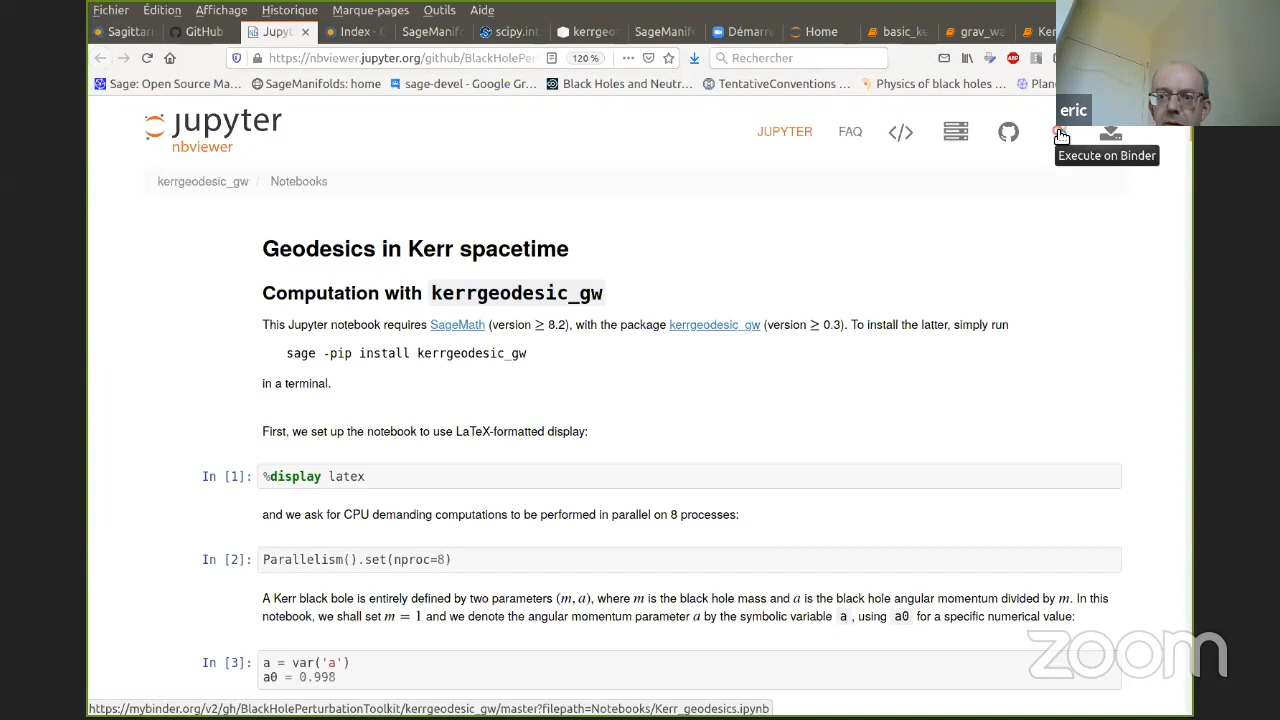 Fichier Édition Affichage Historique Marque-pages Outils Aide
Sagittari GitHub Jupyt Index - SageManif scipy.int kerrgeo SageManif Démarre Home basic_ke grav_wa Ker
https://nbviewer.jupyter.org/github/BlackHolePer 120 % Rechercher
Sage: Open Source Ma... SageManifolds: home sage-devel - Google Gr... Black Holes and Neutr... TentativeConventions ... Physics of black holes ... Plane
eric
jupyter
nbviewer
JUPYTER FAQ </>
Execute on Binder
kerrgeodesic_gw / Notebooks
Geodesics in Kerr spacetime
Computation with kerrgeodesic_gw
This Jupyter notebook requires SageMath (version ≥ 8.2), with the package kerrgeodesic_gw (version ≥ 0.3). To install the latter, simply run
sage -pip install kerrgeodesic_gw
in a terminal.
First, we set up the notebook to use LaTeX-formatted display:
In [1]: %display latex
and we ask for CPU demanding computations to be performed in parallel on 8 processes:
In [2]: Parallelism().set(nproc=8)
A Kerr black bole is entirely defined by two parameters (m, a), where m is the black hole mass and a is the black hole angular momentum divided by m. In this
notebook, we shall set m = 1 and we denote the angular momentum parameter a by the symbolic variable a , using a0 for a specific numerical value:
In [3]: a = var('a')
a0 = 0.998
zoom
https://mybinder.org/v2/gh/BlackHolePerturbationToolkit/kerrgeodesic_gw/master?filepath=Notebooks/Kerr_geodesics.ipynb